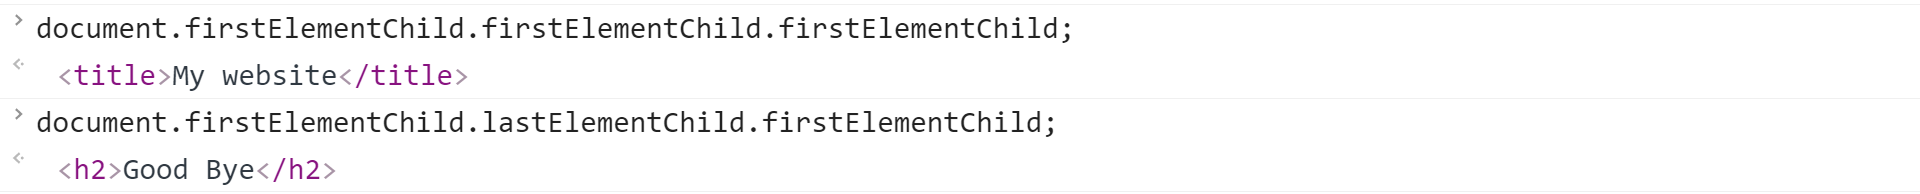 document.firstElementChild.firstElementChild.firstElementChild;
<title>My website</title>
document.firstElementChild.lastElementChild.firstElementChild;
<h2>Good Bye</h2>